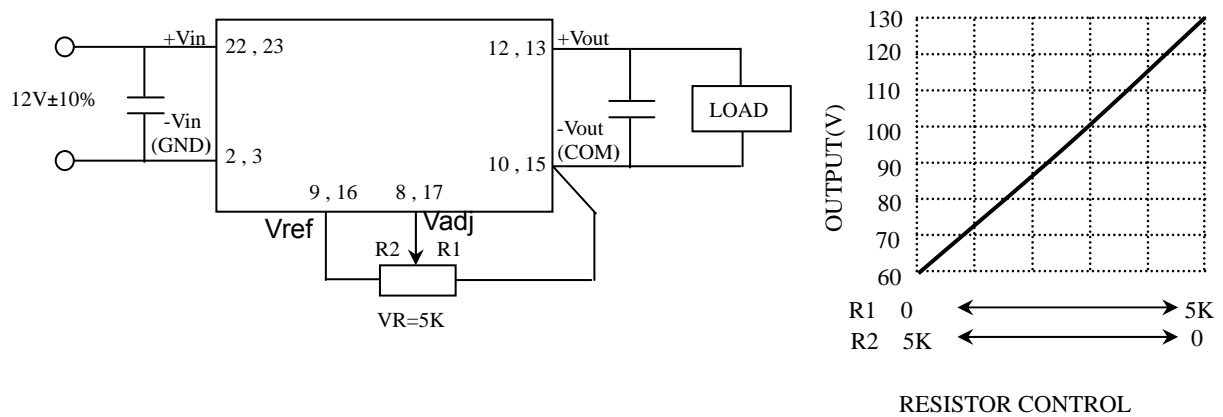 +Vin
22 , 23
12 , 13
+Vout
12V±10%
-Vin
(GND)
2 , 3
-Vout
(COM)
10 , 15
LOAD
9 , 16
8 , 17
Vref
Vadj
R2
R1
VR=5K
OUTPUT(V)
130
120
110
100
90
80
70
60
R1 0 5K
R2 5K 0
RESISTOR CONTROL